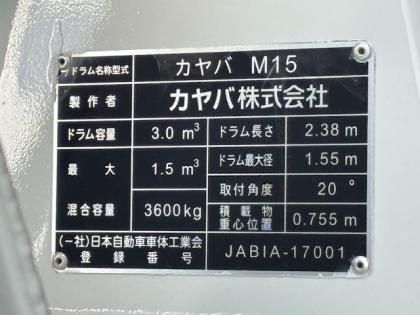 ドラム名称型式 カヤバ M15
製作者 カヤバ株式会社
ドラム容量 3.0 m³ ドラム長さ 2.38 m
最大 1.5 m³ ドラム最大径 1.55 m
取付角度 20°
混合容量 3600kg 積載物 0.755 m
重心位置
(一社)日本自動車車体工業会
登録番号 JABIA-17001